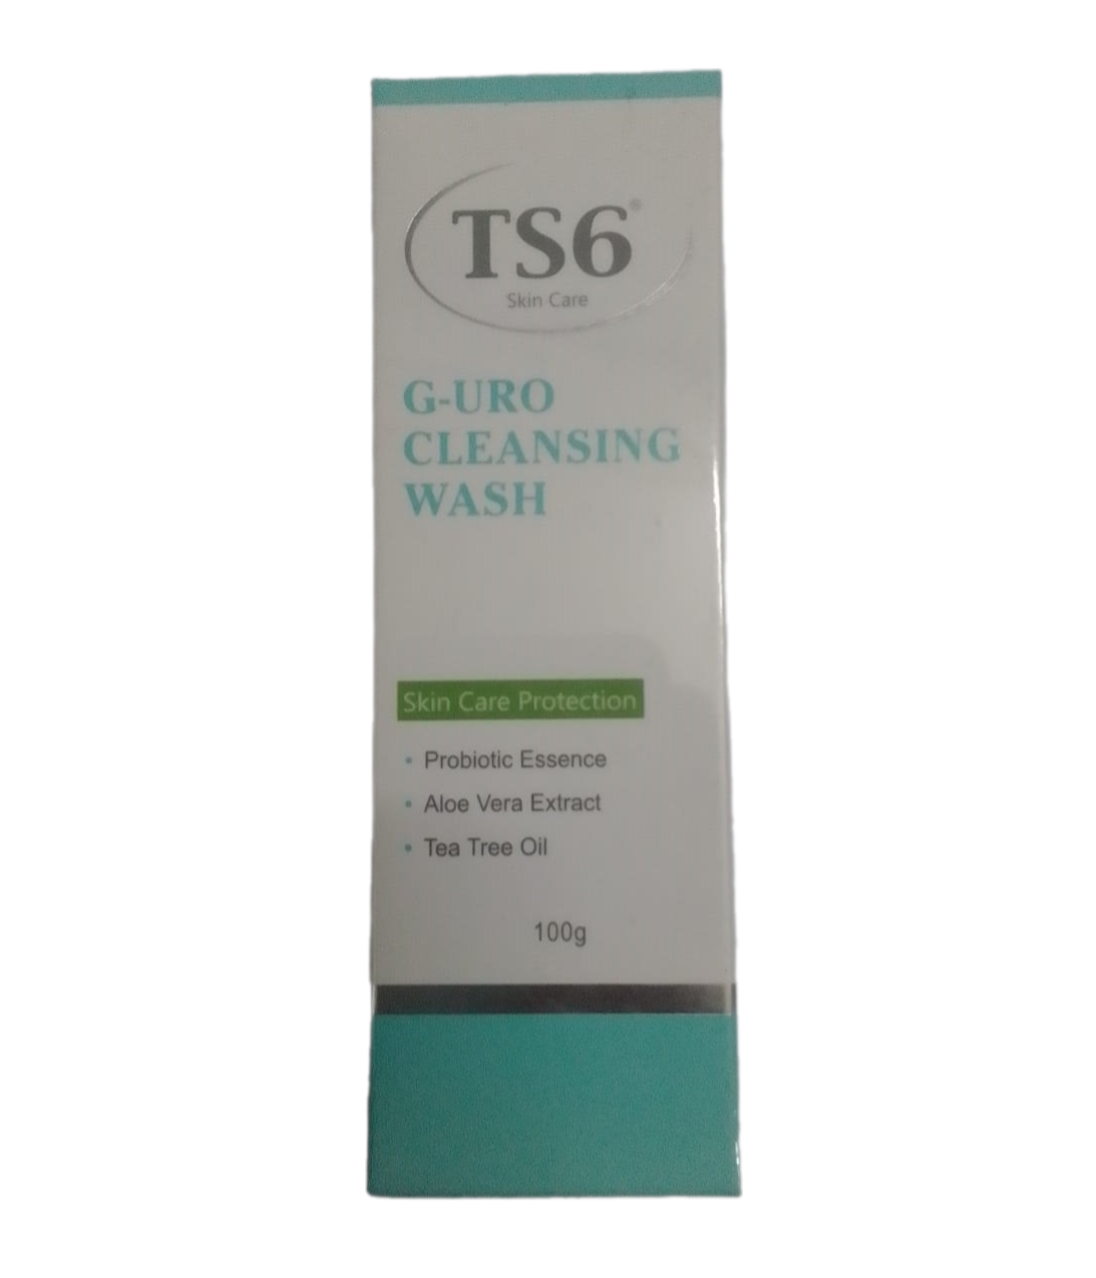 TS6®
Skin Care
G-URO
CLEANSING
WASH
Skin Care Protection
• Probiotic Essence
• Aloe Vera Extract
• Tea Tree Oil
100g